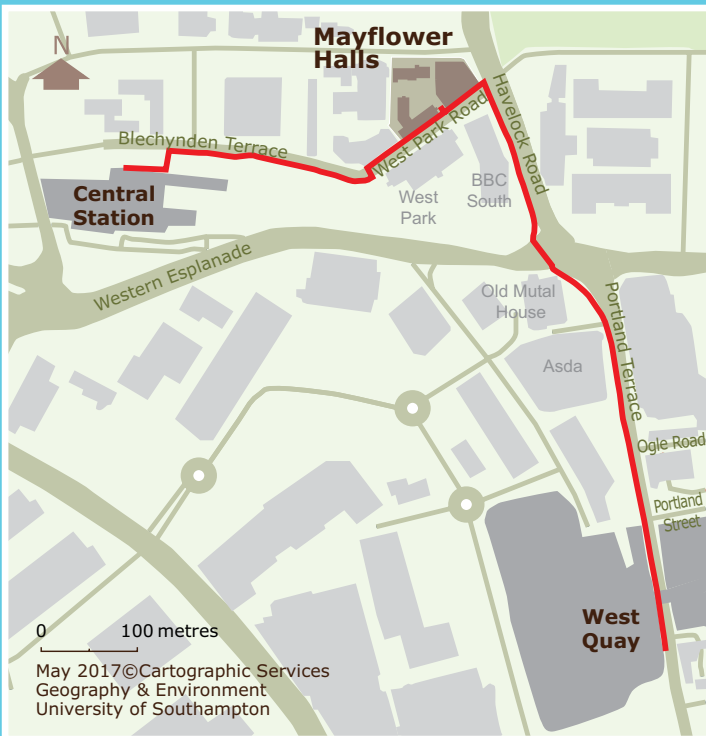 N
Mayflower
Halls
Havelock Road
Blechynden Terrace
West Park Road
Central
Station
West
Park
BBC
South
Western Esplanade
Old Mutal
House
Portland Terrace
Asda
Ogle Road
Portland
Street
West
Quay
0 100 metres
May 2017©Cartographic Services
Geography & Environment
University of Southampton